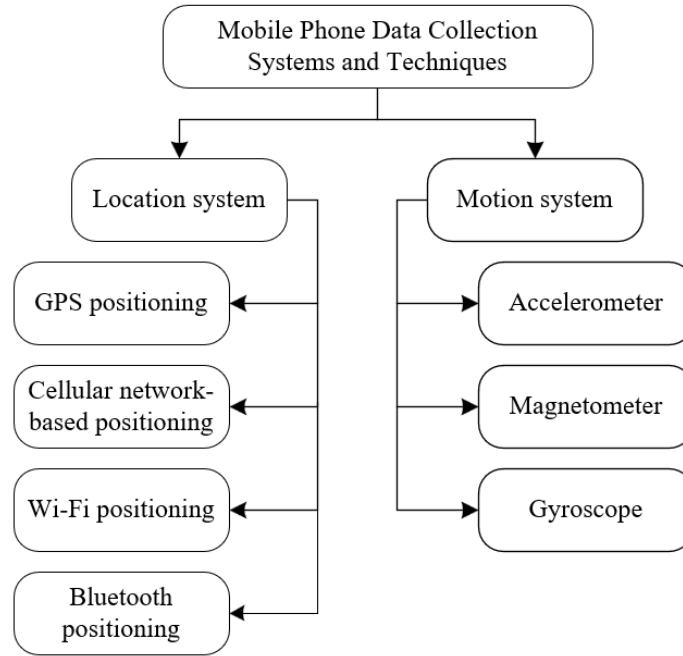 Mobile Phone Data Collection
Systems and Techniques
Location system
Motion system
GPS positioning
Accelerometer
Cellular network-
based positioning
Magnetometer
Wi-Fi positioning
Gyroscope
Bluetooth
positioning